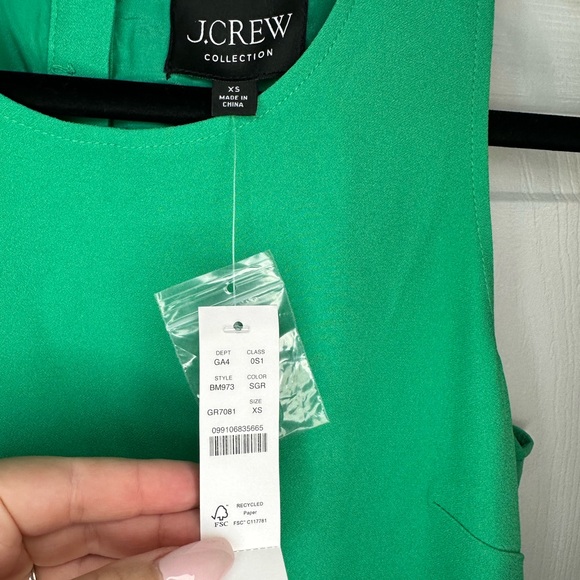 J.CREW
COLLECTION
XS
MADE IN
CHINA
DEPT CLASS
GA4 0S1
STYLE COLOR
BM973 SGR
SIZE
GR7081 XS
099106835665
FSC
RECYCLED
Paper
FSC® C117781